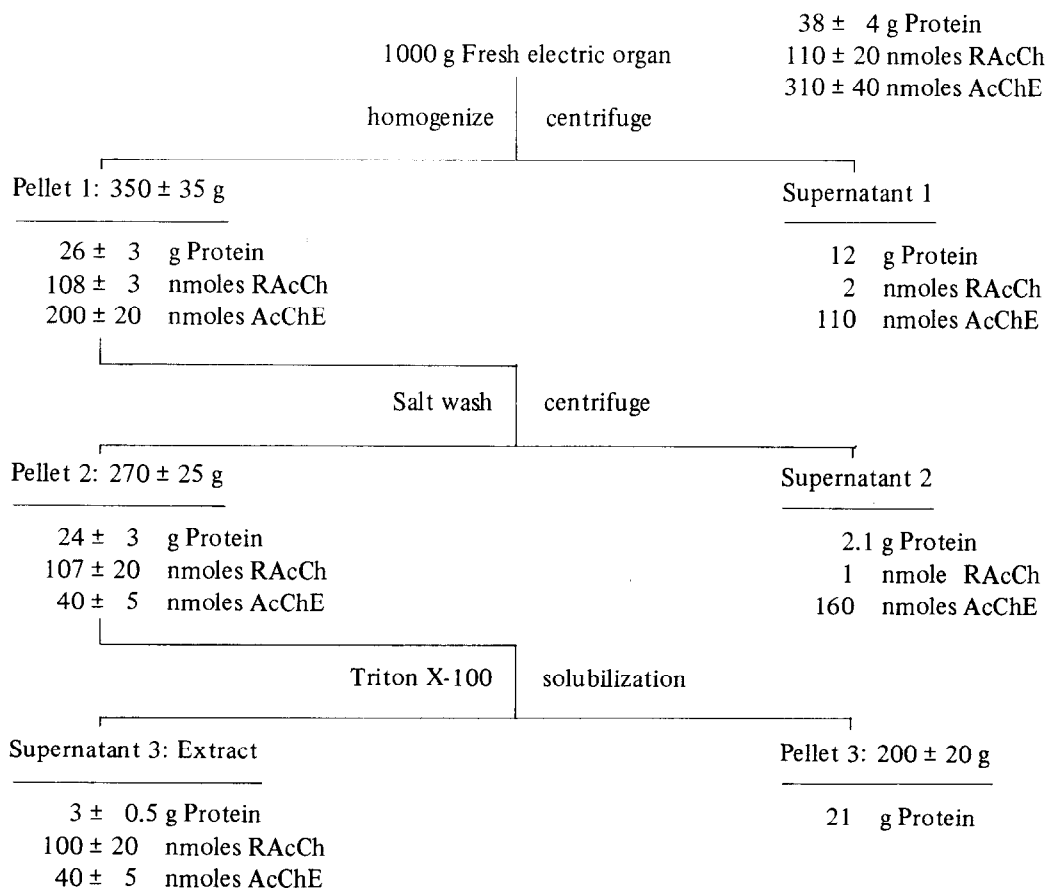 38 ± 4 g Protein
1000 g Fresh electric organ
110 ± 20 nmoles RAcCh
310 ± 40 nmoles AcChE
homogenize centrifuge
Pellet 1: 350 ± 35 g
26 ± 3 g Protein
108 ± 3 nmoles RAcCh
200 ± 20 nmoles AcChE
Supernatant 1
12 g Protein
2 nmoles RAcCh
110 nmoles AcChE
Salt wash centrifuge
Pellet 2: 270 ± 25 g
24 ± 3 g Protein
107 ± 20 nmoles RAcCh
40 ± 5 nmoles AcChE
Supernatant 2
2.1 g Protein
1 nmole RAcCh
160 nmoles AcChE
Triton X-100 solubilization
Supernatant 3: Extract
3 ± 0.5 g Protein
100 ± 20 nmoles RAcCh
40 ± 5 nmoles AcChE
Pellet 3: 200 ± 20 g
21 g Protein